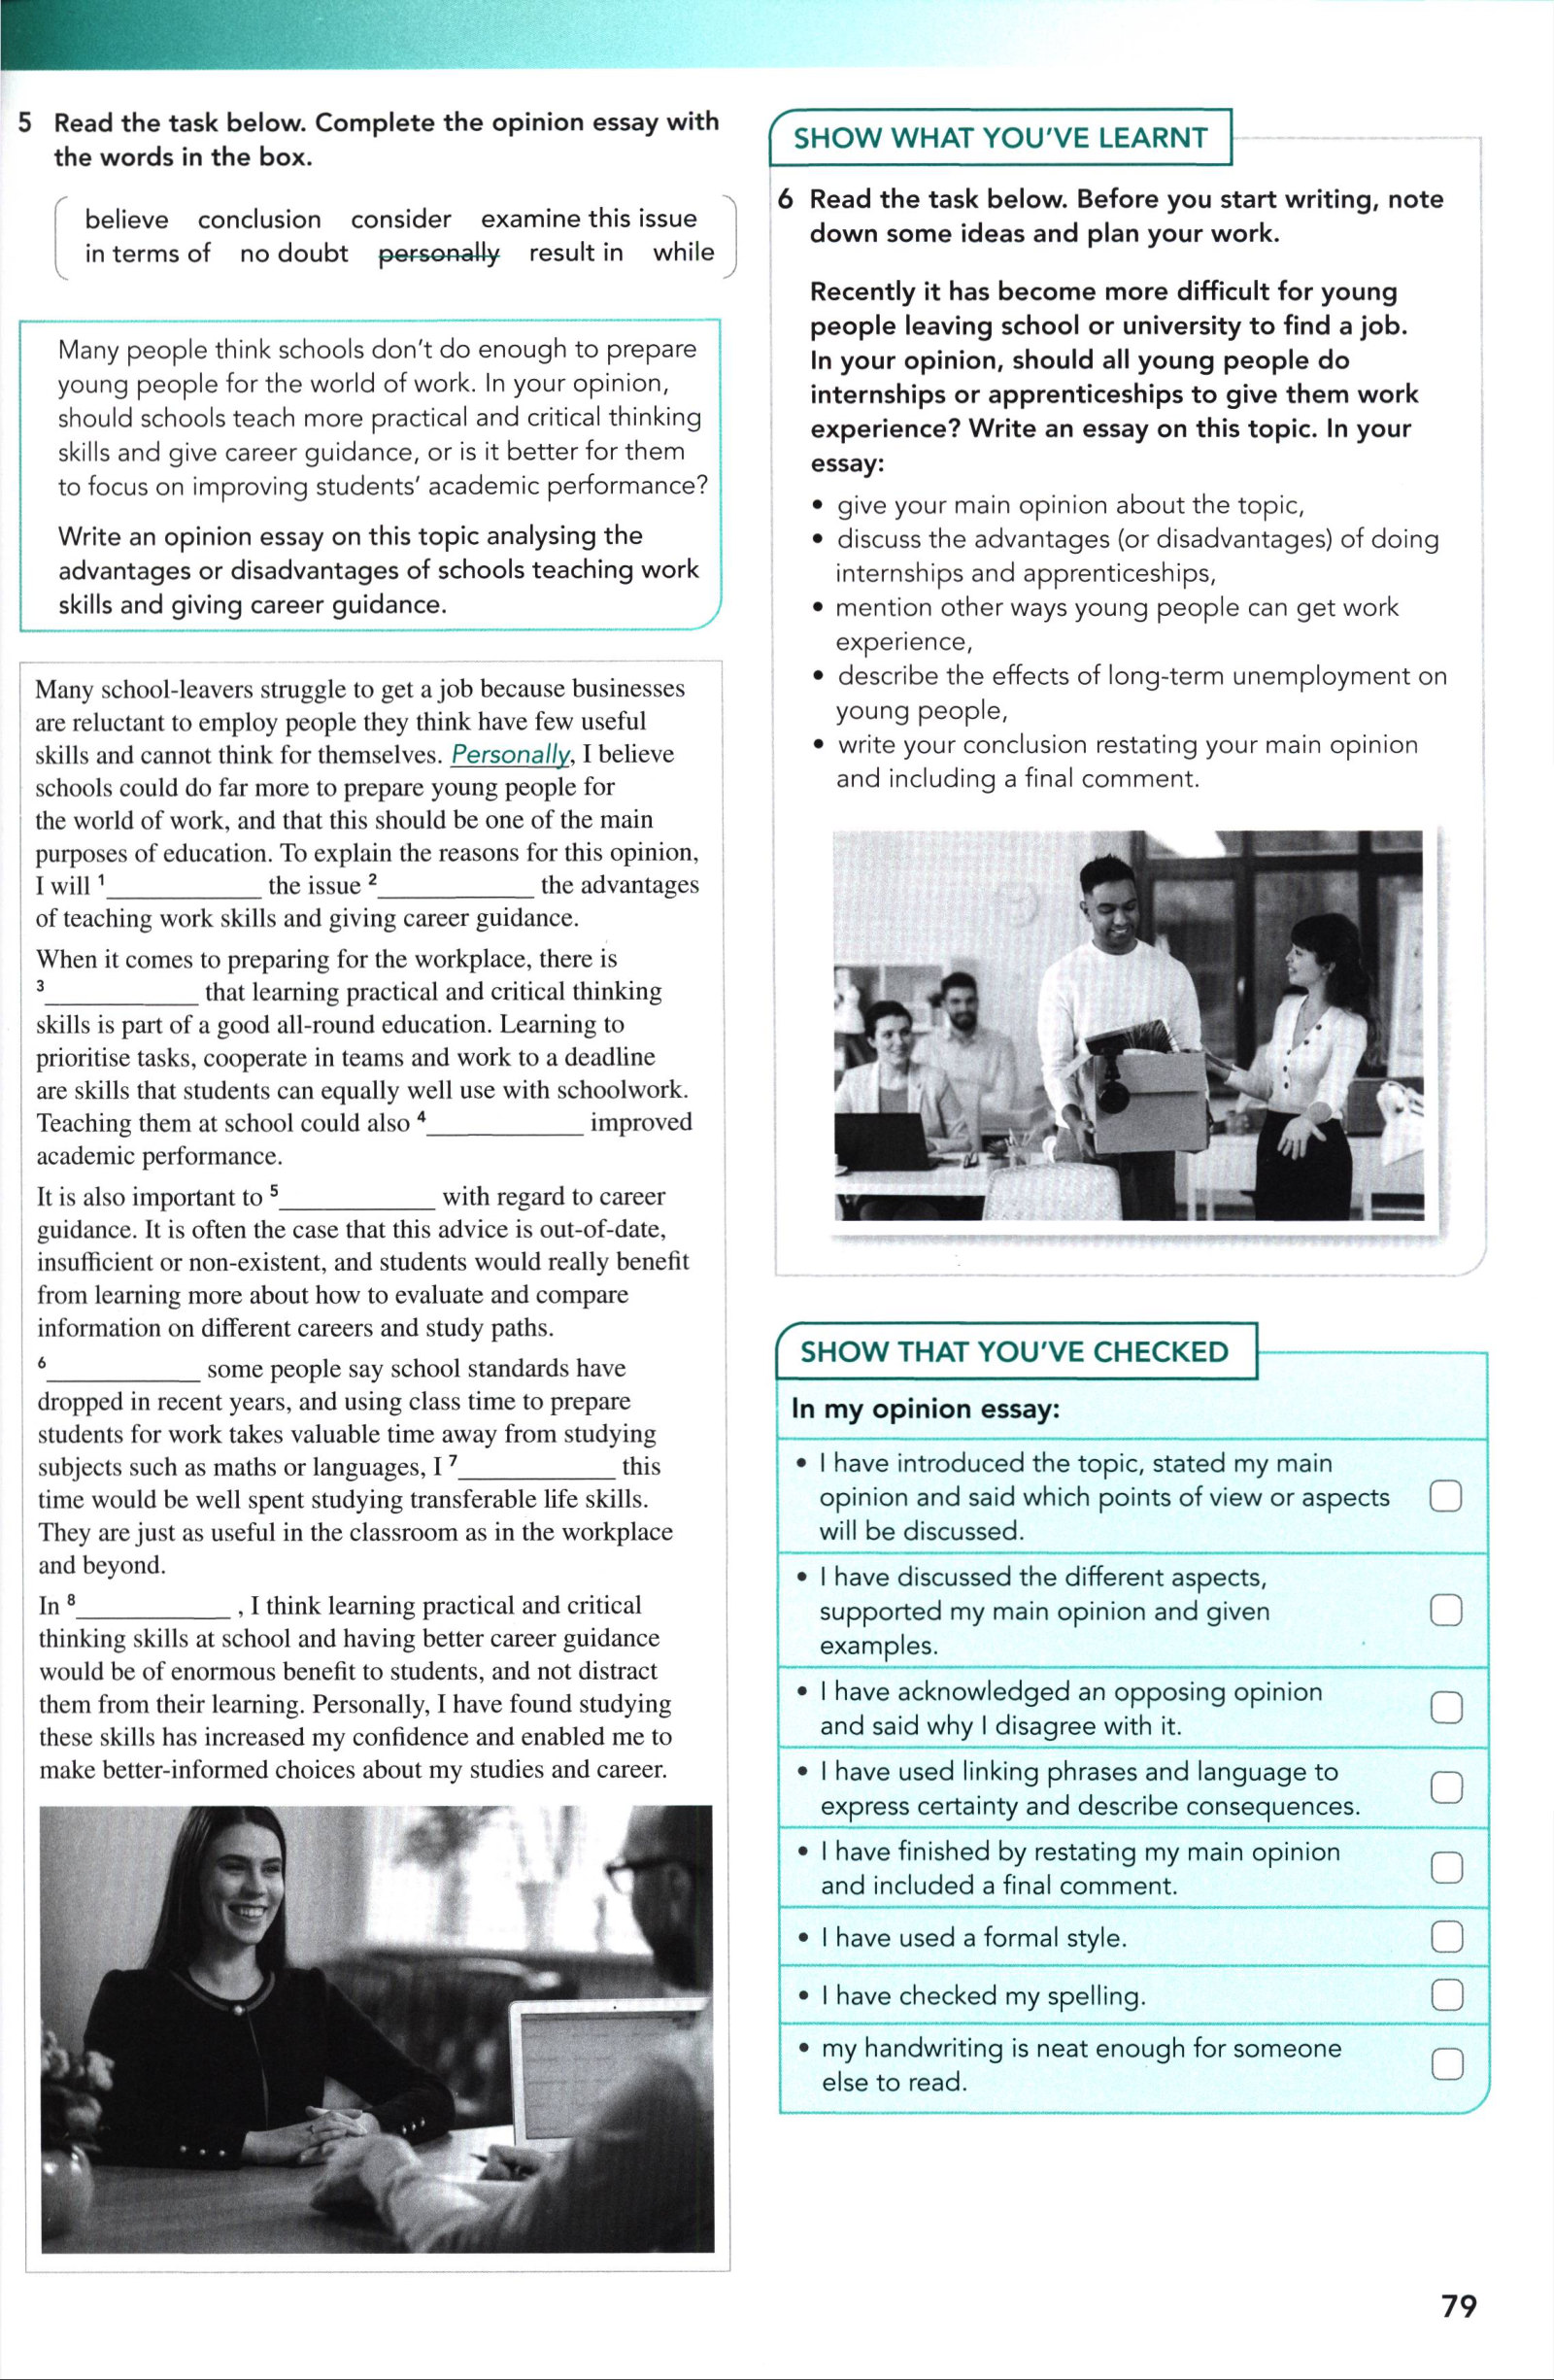 5 Read the task below. Complete the opinion essay with
the words in the box.
believe conclusion consider examine this issue
in terms of no doubt personally result in while
Many people think schools don't do enough to prepare
young people for the world of work. In your opinion,
should schools teach more practical and critical thinking
skills and give career guidance, or is it better for them
to focus on improving students' academic performance?
Write an opinion essay on this topic analysing the
advantages or disadvantages of schools teaching work
skills and giving career guidance.
Many school-leavers struggle to get a job because businesses
are reluctant to employ people they think have few useful
skills and cannot think for themselves. Personally, I believe
schools could do far more to prepare young people for
the world of work, and that this should be one of the main
purposes of education. To explain the reasons for this opinion,
I will 1____________ the issue 2____________ the advantages
of teaching work skills and giving career guidance.
When it comes to preparing for the workplace, there is
3____________ that learning practical and critical thinking
skills is part of a good all-round education. Learning to
prioritise tasks, cooperate in teams and work to a deadline
are skills that students can equally well use with schoolwork.
Teaching them at school could also 4____________ improved
academic performance.
It is also important to 5____________ with regard to career
guidance. It is often the case that this advice is out-of-date,
insufficient or non-existent, and students would really benefit
from learning more about how to evaluate and compare
information on different careers and study paths.
6____________ some people say school standards have
dropped in recent years, and using class time to prepare
students for work takes valuable time away from studying
subjects such as maths or languages, I 7____________ this
time would be well spent studying transferable life skills.
They are just as useful in the classroom as in the workplace
and beyond.
In 8____________ , I think learning practical and critical
thinking skills at school and having better career guidance
would be of enormous benefit to students, and not distract
them from their learning. Personally, I have found studying
these skills has increased my confidence and enabled me to
make better-informed choices about my studies and career.
SHOW WHAT YOU'VE LEARNT
6 Read the task below. Before you start writing, note
down some ideas and plan your work.
Recently it has become more difficult for young
people leaving school or university to find a job.
In your opinion, should all young people do
internships or apprenticeships to give them work
experience? Write an essay on this topic. In your
essay:
• give your main opinion about the topic,
• discuss the advantages (or disadvantages) of doing
internships and apprenticeships,
• mention other ways young people can get work
experience,
• describe the effects of long-term unemployment on
young people,
• write your conclusion restating your main opinion
and including a final comment.
SHOW THAT YOU'VE CHECKED
In my opinion essay:
• I have introduced the topic, stated my main
opinion and said which points of view or aspects
will be discussed.
• I have discussed the different aspects,
supported my main opinion and given
examples.
• I have acknowledged an opposing opinion
and said why I disagree with it.
• I have used linking phrases and language to
express certainty and describe consequences.
• I have finished by restating my main opinion
and included a final comment.
• I have used a formal style.
• I have checked my spelling.
• my handwriting is neat enough for someone
else to read.
79